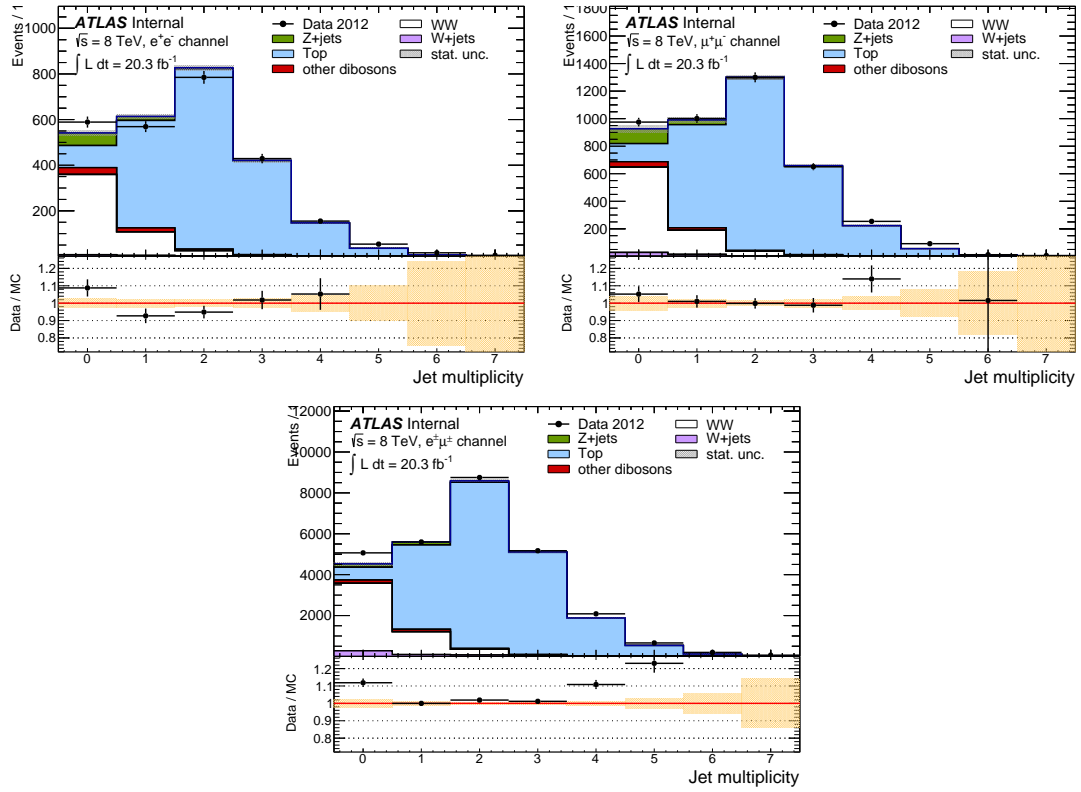 ATLAS Internal
√s = 8 TeV, e⁺e⁻ channel
∫ L dt = 20.3 fb⁻¹
Data 2012
Z+jets
Top
other dibosons
WW
W+jets
stat. unc.
Events / 1
1000
800
600
400
200
Data / MC
1.2
1.1
1
0.9
0.8
0 1 2 3 4 5 6 7
Jet multiplicity
ATLAS Internal
√s = 8 TeV, μ⁺μ⁻ channel
∫ L dt = 20.3 fb⁻¹
Data 2012
Z+jets
Top
other dibosons
WW
W+jets
stat. unc.
Events / 1
1800
1600
1400
1200
1000
800
600
400
200
Data / MC
1.2
1.1
1
0.9
0.8
0 1 2 3 4 5 6 7
Jet multiplicity
ATLAS Internal
√s = 8 TeV, e±μ± channel
∫ L dt = 20.3 fb⁻¹
Data 2012
Z+jets
Top
other dibosons
WW
W+jets
stat. unc.
Events / 1
12000
10000
8000
6000
4000
2000
Data / MC
1.2
1.1
1
0.9
0.8
0 1 2 3 4 5 6 7
Jet multiplicity